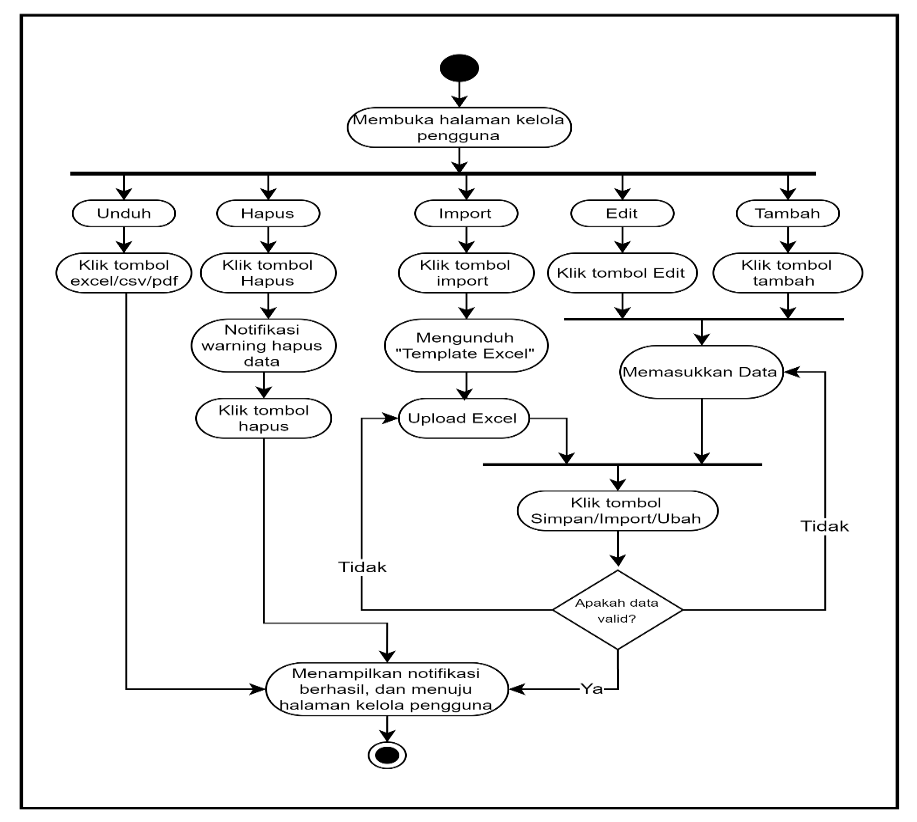 Membuka halaman kelola
pengguna
Unduh
Hapus
Import
Edit
Tambah
Klik tombol
excel/csv/pdf
Klik tombol
Hapus
Klik tombol
import
Klik tombol Edit
Klik tombol
tambah
Notifikasi
warning hapus
data
Mengunduh
"Template Excel"
Memasukkan Data
Klik tombol
hapus
Upload Excel
Klik tombol
Simpan/Import/Ubah
Tidak
Tidak
Apakah data
valid?
Menampilkan notifikasi
berhasil, dan menuju
halaman kelola pengguna
Ya